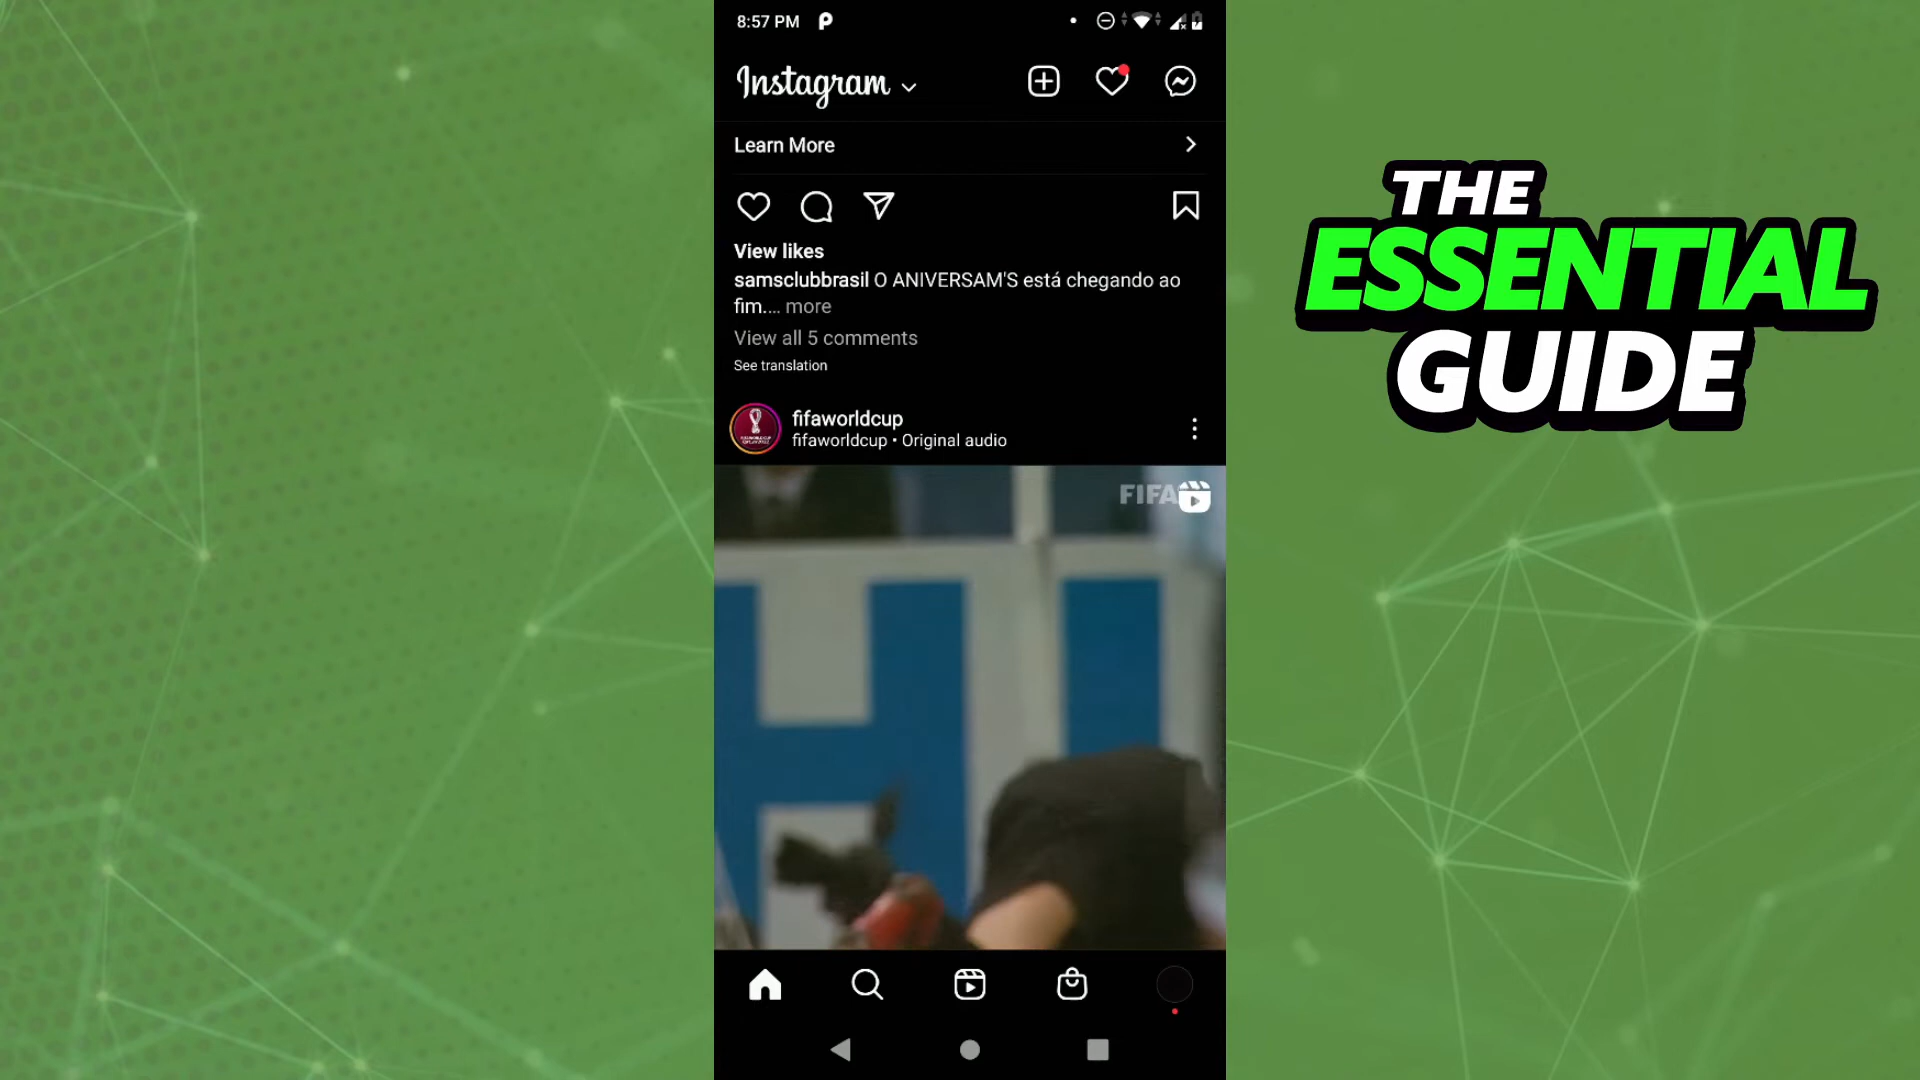 8:57 PM
Instagram
Learn More
View likes
samsclubbrasil O ANIVERSAM'S está chegando ao
fim.... more
View all 5 comments
See translation
fifaworldcup
fifaworldcup • Original audio
FIFA
THE
ESSENTIAL
GUIDE